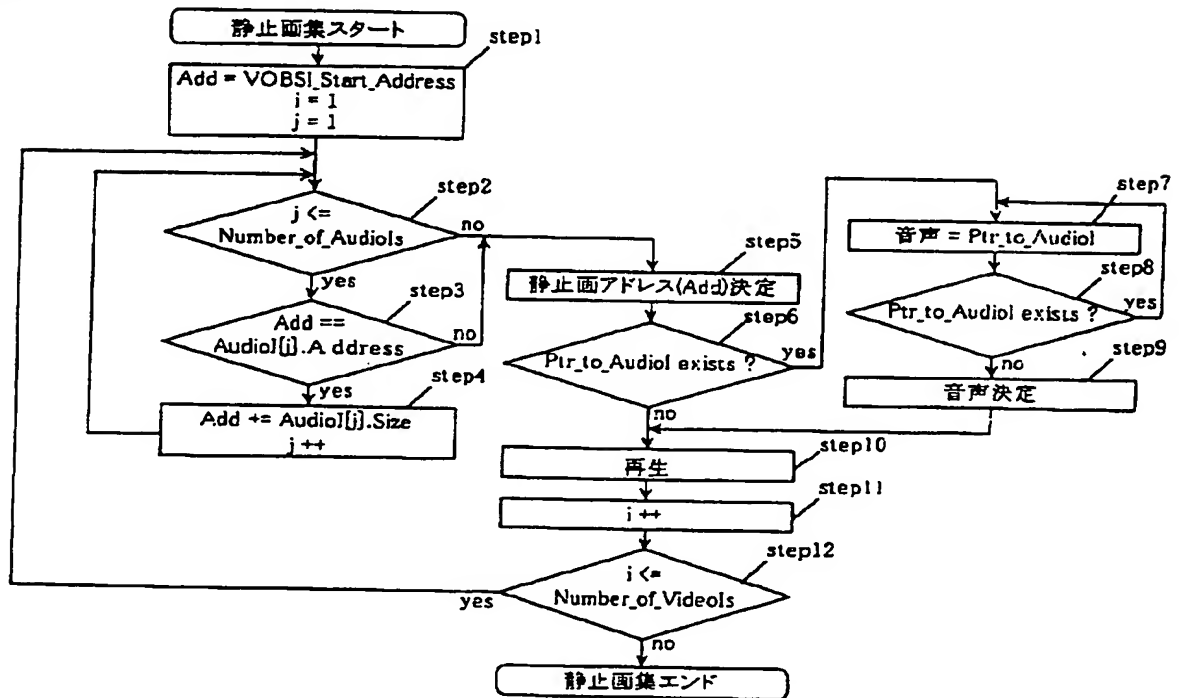 静止画集スタート
step1
Add = VOBSI_Start_Address
i = 1
j = 1
step2
j <=
Number_of_AudioIs
no
yes
step3
Add ==
AudioI[j].A ddress
no
yes
step4
Add += AudioI[j].Size
j ++
step5
静止画アドレス(Add)決定
step6
Ptr_to_AudioI exists ?
yes
no
step7
音声 = Ptr_to_AudioI
step8
Ptr_to_AudioI exists ?
yes
no
step9
音声決定
step10
再生
step11
i ++
step12
i <=
Number_of_VideoIs
yes
no
静止画集エンド